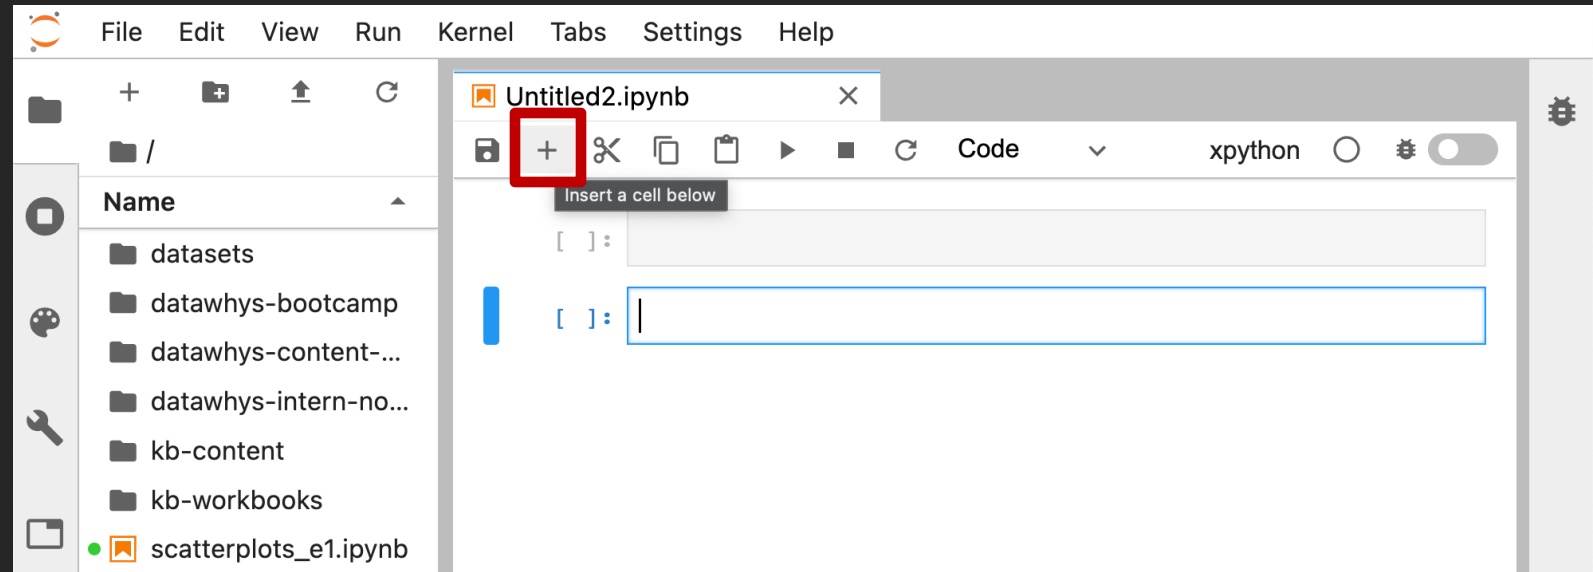 File Edit View Run Kernel Tabs Settings Help
/
Name
datasets
datawhys-bootcamp
datawhys-content-...
datawhys-intern-no...
kb-content
kb-workbooks
scatterplots_e1.ipynb
Untitled2.ipynb
Code xpython
Insert a cell below
[ ]:
[ ]: